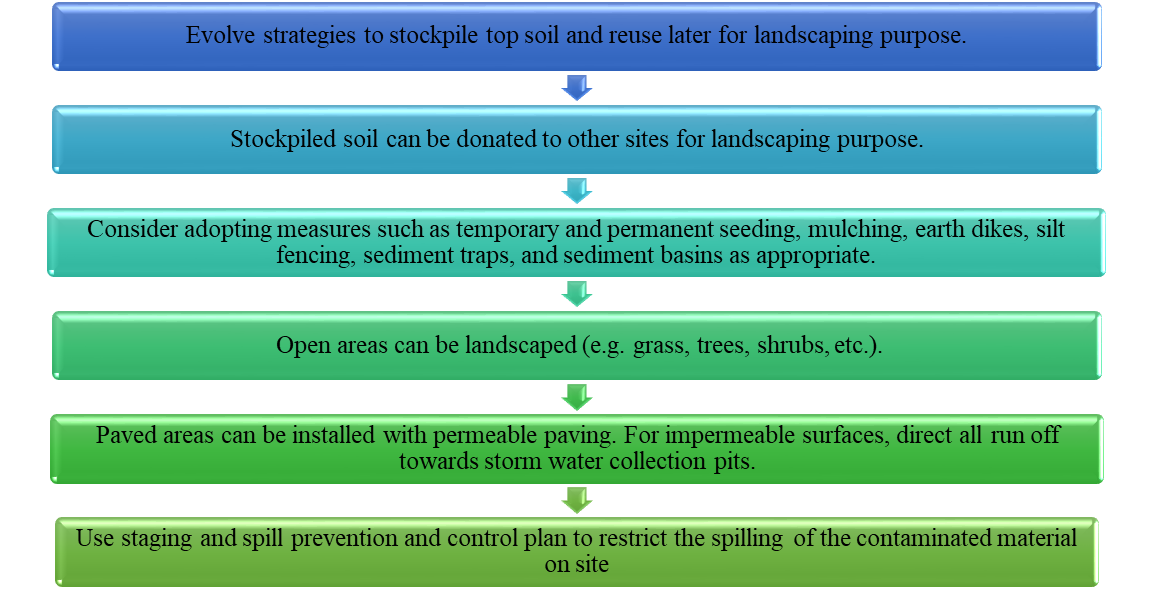 Evolve strategies to stockpile top soil and reuse later for landscaping purpose.
Stockpiled soil can be donated to other sites for landscaping purpose.
Consider adopting measures such as temporary and permanent seeding, mulching, earth dikes, silt
fencing, sediment traps, and sediment basins as appropriate.
Open areas can be landscaped (e.g. grass, trees, shrubs, etc.).
Paved areas can be installed with permeable paving. For impermeable surfaces, direct all run off
towards storm water collection pits.
Use staging and spill prevention and control plan to restrict the spilling of the contaminated material
on site